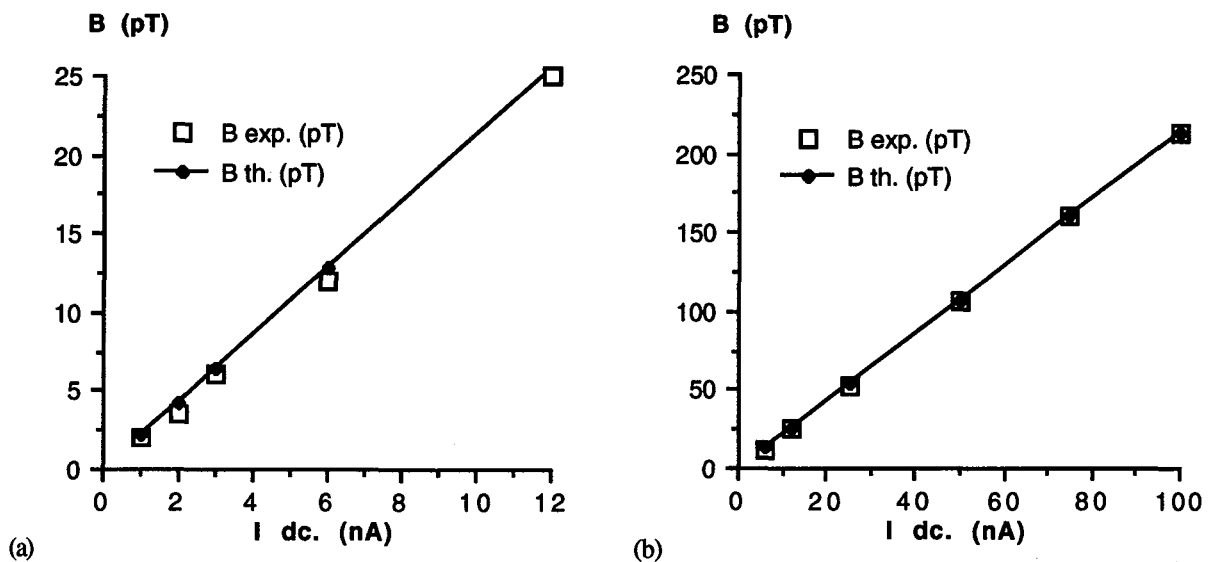 B (pT)
25
20
15
10
5
0
B exp. (pT)
B th. (pT)
0 2 4 6 8 10 12
I dc. (nA)
(a)
B (pT)
250
200
150
100
50
0
B exp. (pT)
B th. (pT)
0 20 40 60 80 100
I dc. (nA)
(b)